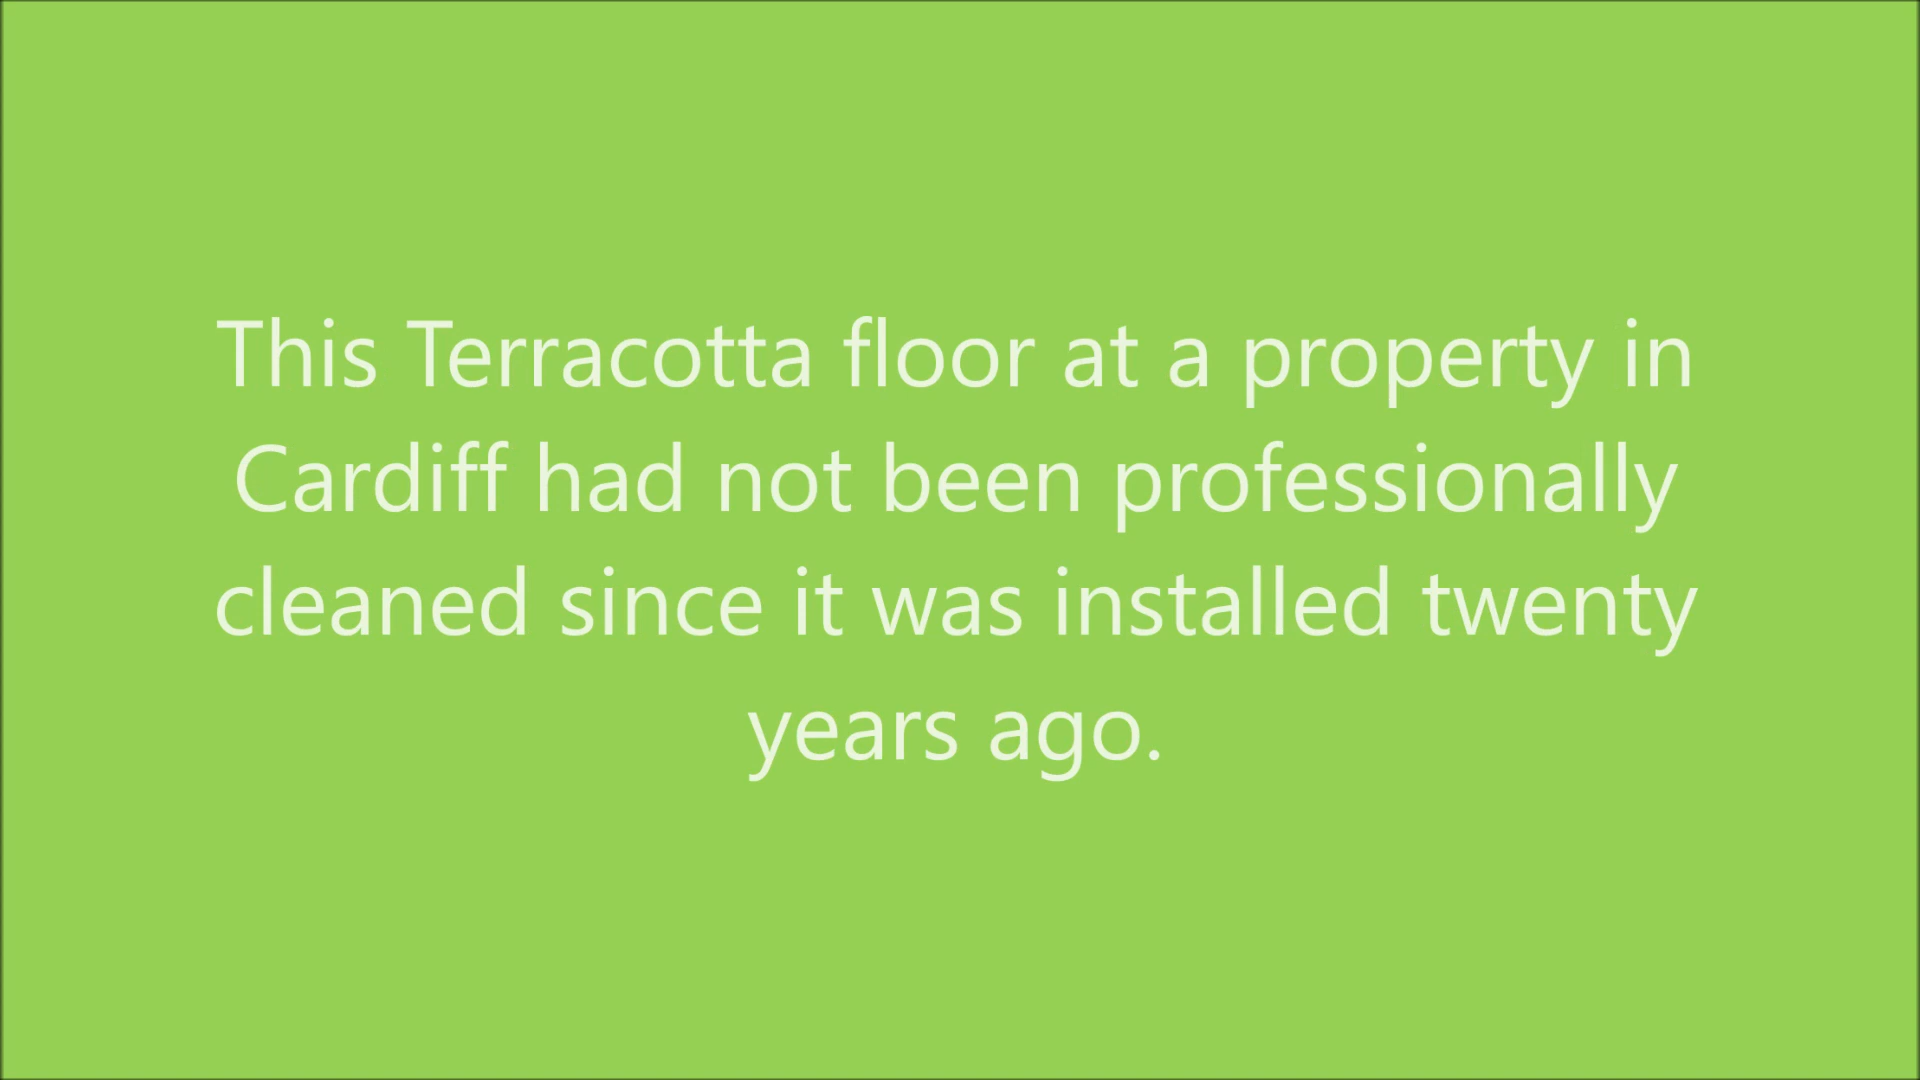 This Terracotta floor at a property in
Cardiff had not been professionally
cleaned since it was installed twenty
years ago.